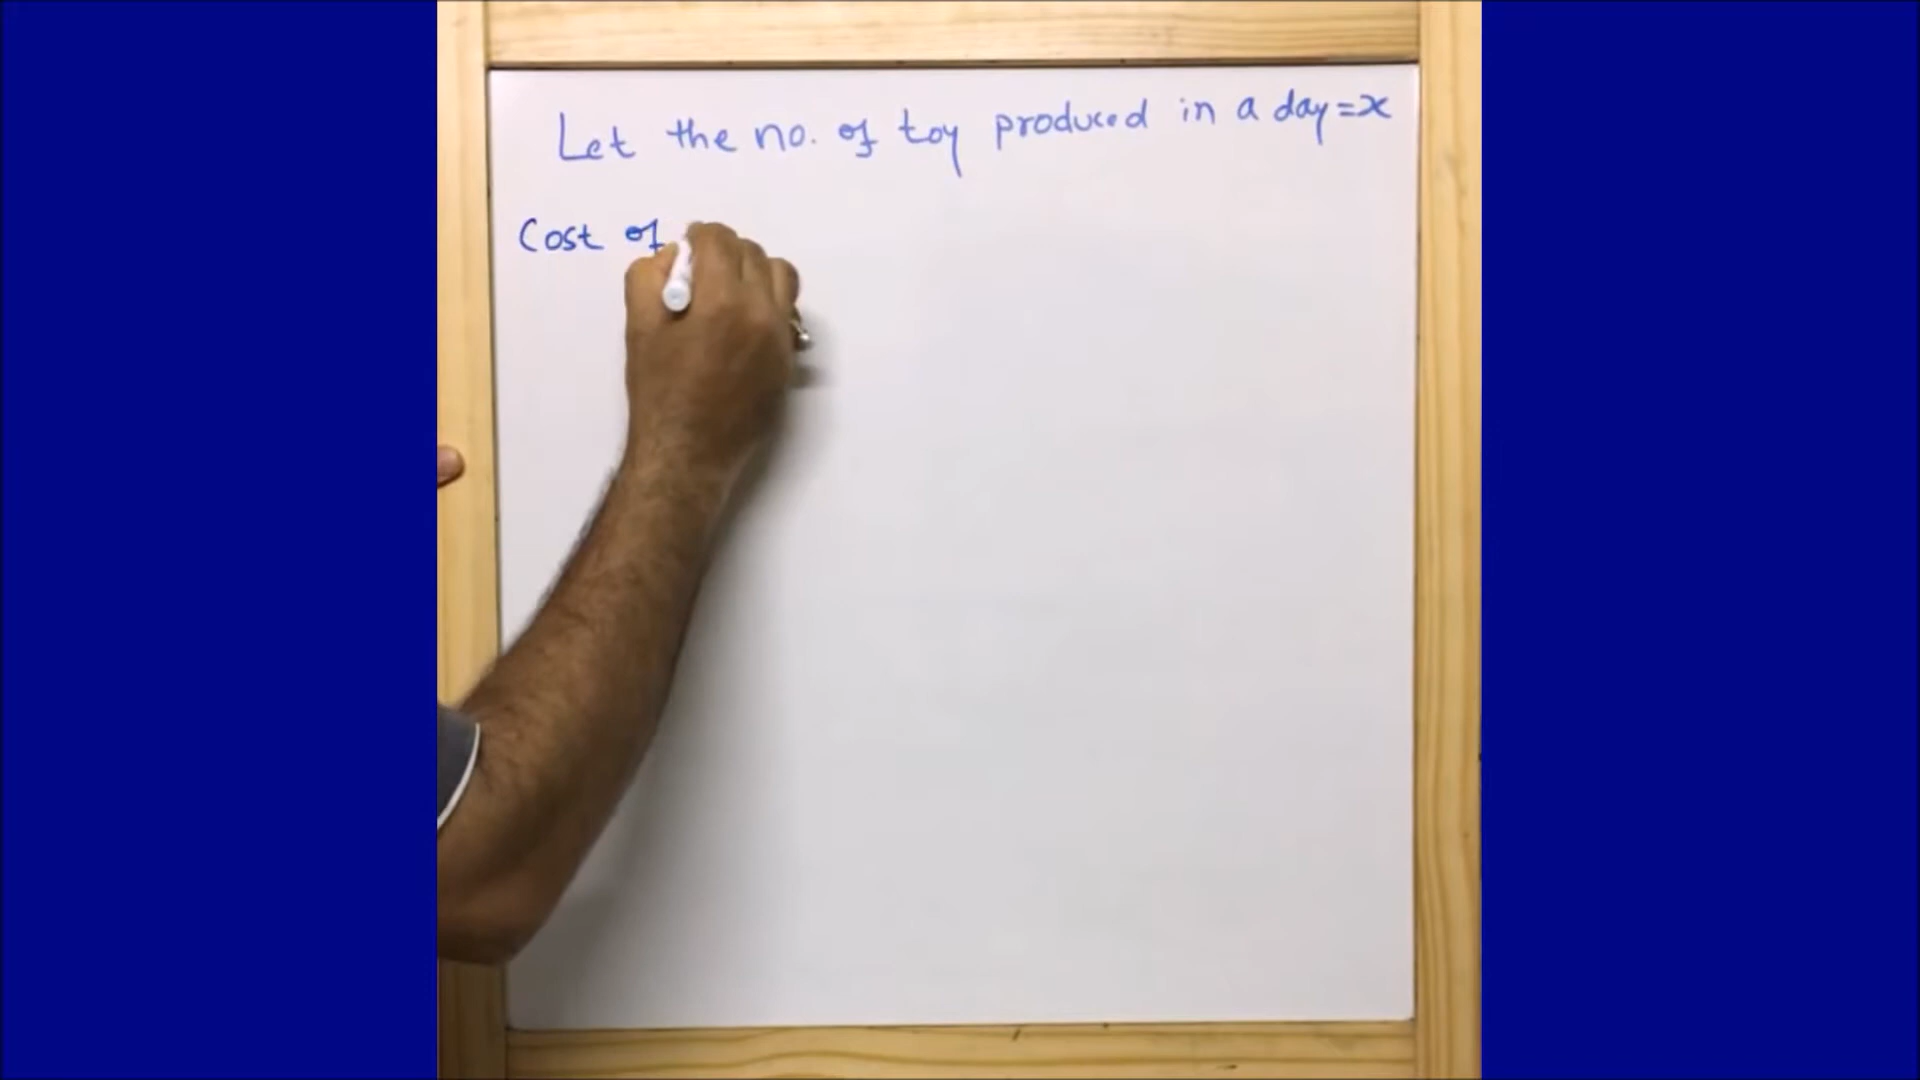 Let the no. of toy produced in a day=x
Cost of